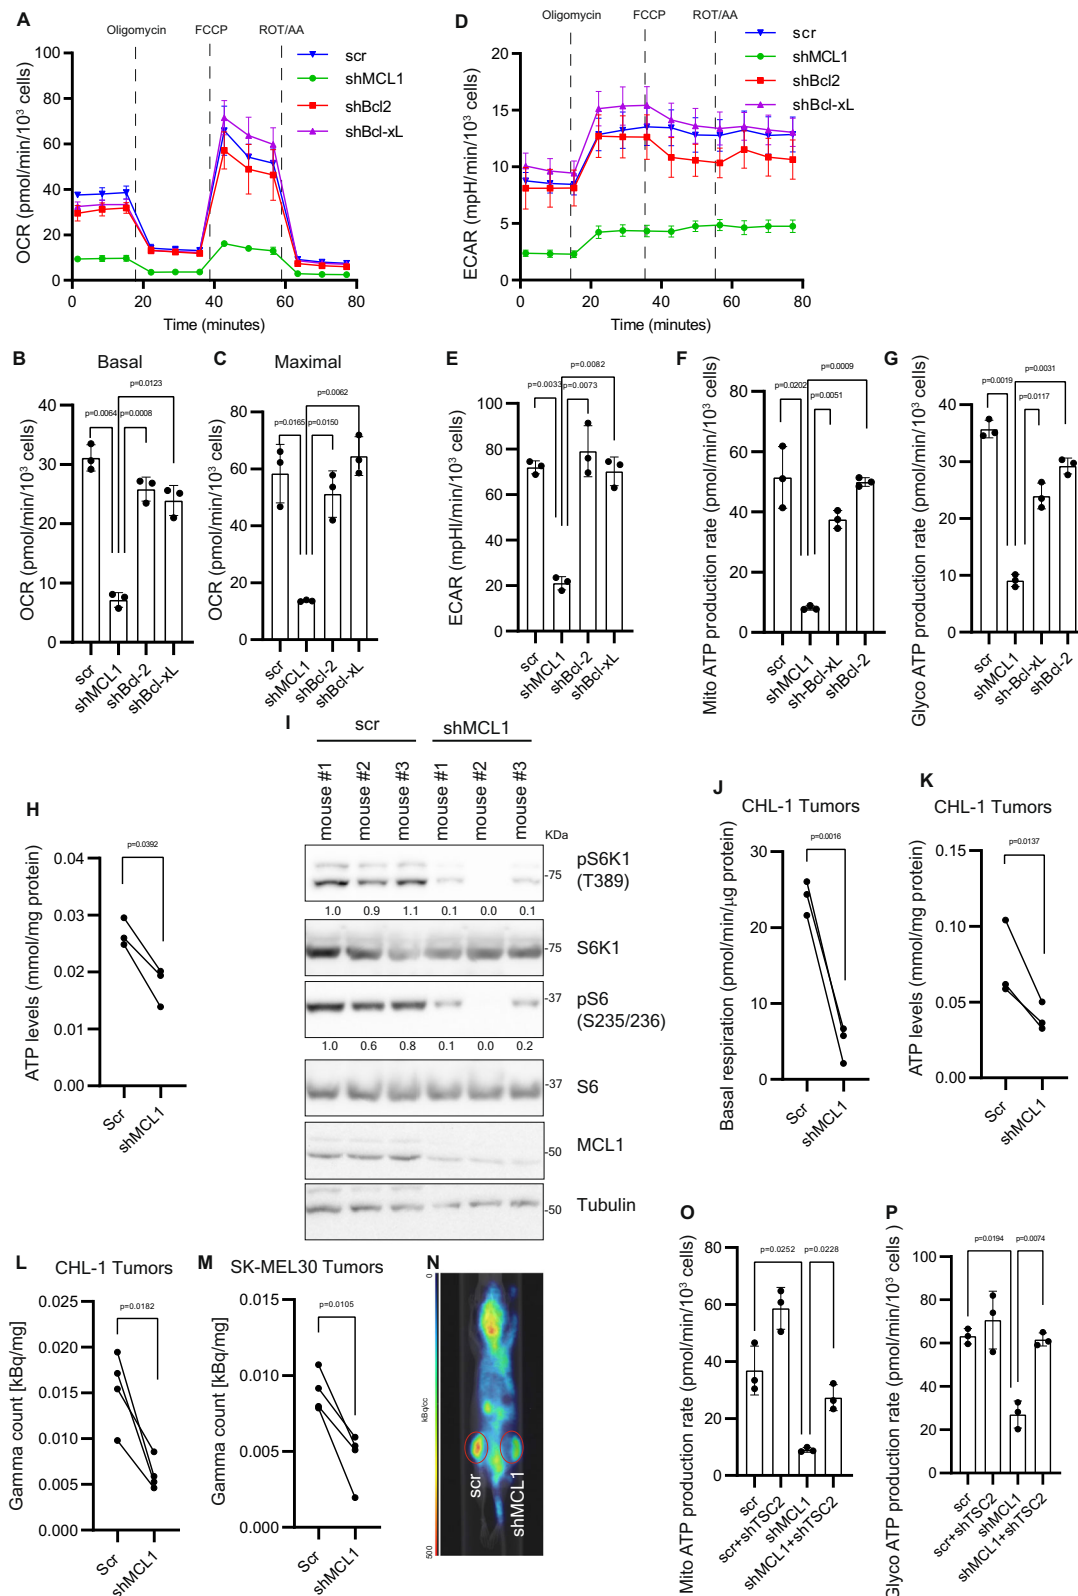 A
Oligomycin
FCCP
ROT/AA
scr
shMCL1
shBcl2
shBcl-xL
OCR (pmol/min/10³ cells)
100
80
60
40
20
0
0
20
40
60
80
Time (minutes)
D
Oligomycin
FCCP
ROT/AA
scr
shMCL1
shBcl2
shBcl-xL
ECAR (mpH/min/10³ cells)
20
15
10
5
0
0
20
40
60
80
Time (minutes)
B
Basal
p=0.0123
p=0.0064
p=0.0008
OCR (pmol/min/10³ cells)
40
30
20
10
0
scr
shMCL1
shBcl-2
shBcl-xL
C
Maximal
p=0.0062
p=0.0165
p=0.0150
OCR (pmol/min/10³ cells)
80
60
40
20
0
scr
shMCL1
shBcl-2
shBcl-xL
E
p=0.0082
p=0.0033
p=0.0073
ECAR (mpHl/min/10³ cells)
100
80
60
40
20
0
scr
shMCL1
shBcl-2
shBcl-xL
F
p=0.0009
p=0.0202
p=0.0051
Mito ATP production rate (pmol/min/10³ cells)
80
60
40
20
0
scr
shMCL1
sh-Bcl-xL
shBcl-2
G
p=0.0031
p=0.0019
p=0.0117
Glyco ATP production rate (pmol/min/10³ cells)
50
40
30
20
10
0
scr
shMCL1
sh-Bcl-xL
shBcl-2
H
p=0.0392
ATP levels (mmol/mg protein)
0.04
0.03
0.02
0.01
0.00
Scr
shMCL1
I
scr
shMCL1
mouse #1
mouse #2
mouse #3
mouse #1
mouse #2
mouse #3
KDa
-75
pS6K1
(T389)
1.0 0.9 1.1 0.1 0.0 0.1
-75
S6K1
-37
pS6
(S235/236)
1.0 0.6 0.8 0.1 0.0 0.2
-37
S6
MCL1
-50
Tubulin
-50
J
CHL-1 Tumors
p=0.0016
Basal respiration (pmol/min/µg protein)
30
20
10
0
Scr
shMCL1
K
CHL-1 Tumors
p=0.0137
ATP levels (mmol/mg protein)
0.15
0.10
0.05
0.00
Scr
shMCL1
L
CHL-1 Tumors
p=0.0182
Gamma count [kBq/mg]
0.025
0.020
0.015
0.010
0.005
0.000
Scr
shMCL1
M
SK-MEL30 Tumors
p=0.0105
Gamma count [kBq/mg]
0.015
0.010
0.005
0.000
Scr
shMCL1
N
0
kBq/cc
500
scr
shMCL1
O
p=0.0252
p=0.0228
Mito ATP production rate (pmol/min/10³ cells)
80
60
40
20
0
scr
scr+shTSC2
shMCL1
shMCL1+shTSC2
P
p=0.0194
p=0.0074
Glyco ATP production rate (pmol/min/10³ cells )
100
80
60
40
20
0
scr
scr+shTSC2
shMCL1
shMCL1+shTSC2